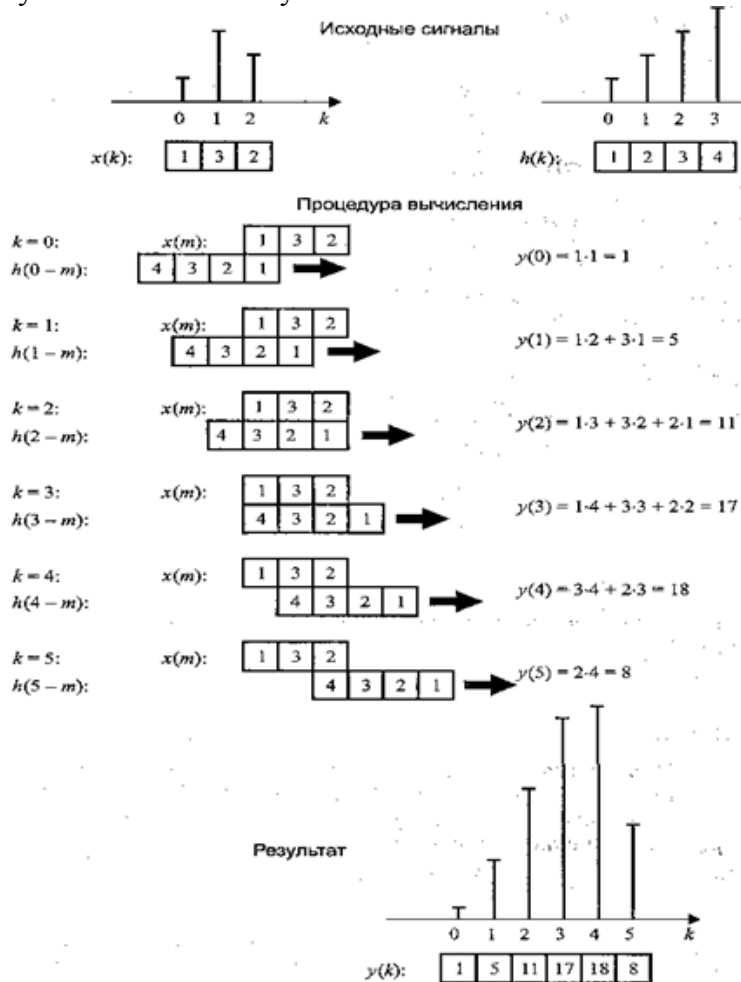 Исходные сигналы
0 1 2 k
0 1 2 3
x(k): 1 3 2
h(k): 1 2 3 4
Процедура вычисления
k = 0: x(m): 1 3 2
h(0 – m): 4 3 2 1
y(0) = 1·1 = 1
k = 1: x(m): 1 3 2
h(1 – m): 4 3 2 1
y(1) = 1·2 + 3·1 = 5
k = 2: x(m): 1 3 2
h(2 – m): 4 3 2 1
y(2) = 1·3 + 3·2 + 2·1 = 11
k = 3: x(m): 1 3 2
h(3 – m): 4 3 2 1
y(3) = 1·4 + 3·3 + 2·2 = 17
k = 4: x(m): 1 3 2
h(4 – m): 4 3 2 1
y(4) = 3·4 + 2·3 = 18
k = 5: x(m): 1 3 2
h(5 – m): 4 3 2 1
y(5) = 2·4 = 8
Результат
0 1 2 3 4 5 k
y(k): 1 5 11 17 18 8